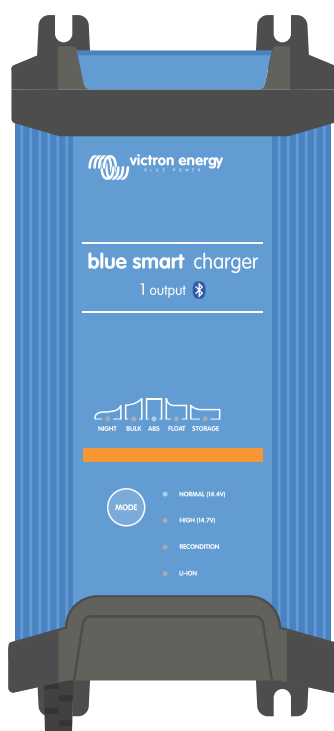 victron energy
BLUE POWER
blue smart charger
1 output
NIGHT BULK ABS FLOAT STORAGE
MODE
NORMAL (14.4V)
HIGH (14.7V)
RECONDITION
LI-ION